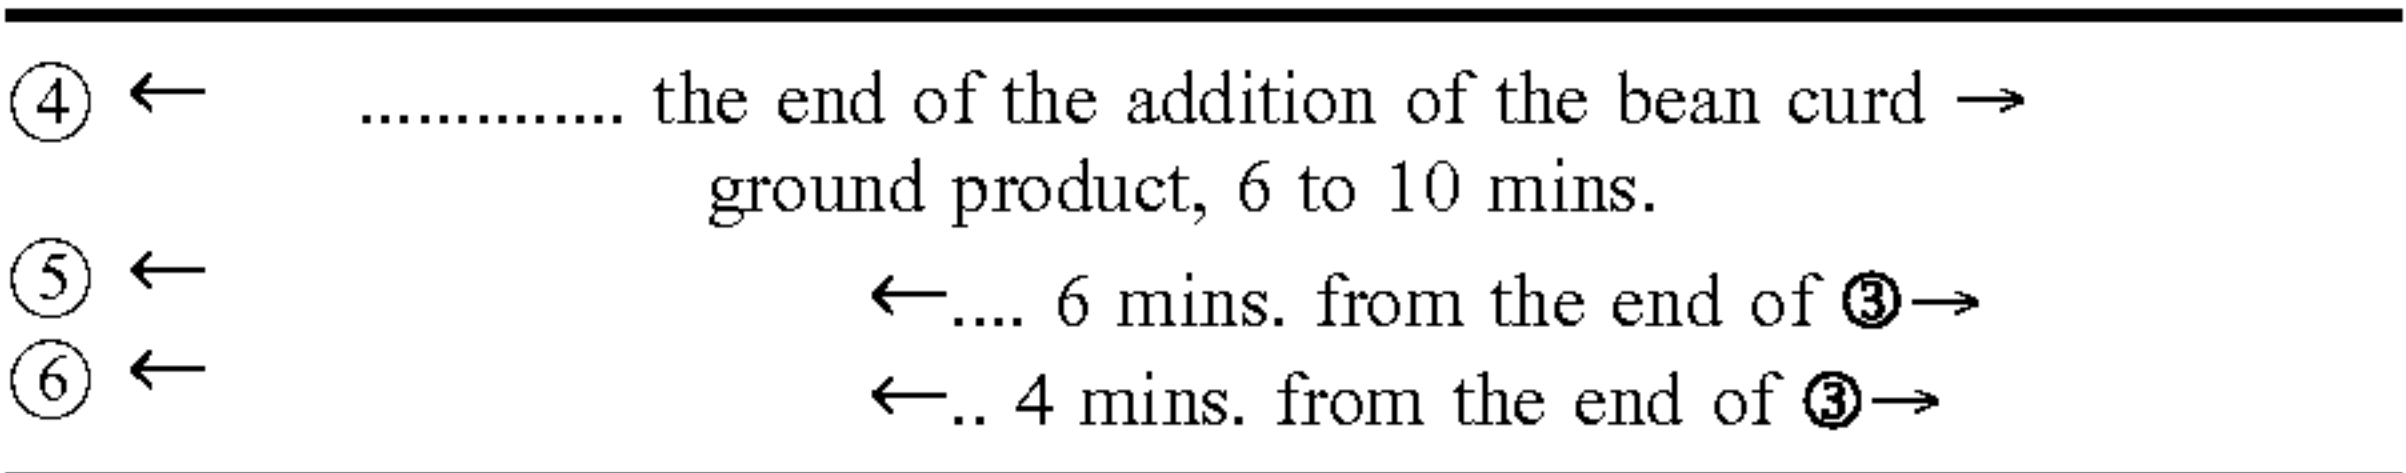 ④ ← .............. the end of the addition of the bean curd →
ground product, 6 to 10 mins.
⑤ ← ←.... 6 mins. from the end of ③→
⑥ ← ←.. 4 mins. from the end of ③→